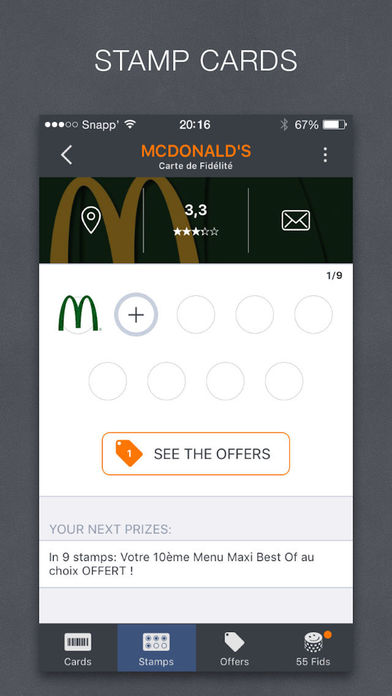 STAMP CARDS
Snapp' 20:16 67%
MCDONALD'S
Carte de Fidélité
3,3
1/9
+
1 SEE THE OFFERS
YOUR NEXT PRIZES:
In 9 stamps: Votre 10ème Menu Maxi Best Of au
choix OFFERT !
Cards Stamps Offers 55 Fids